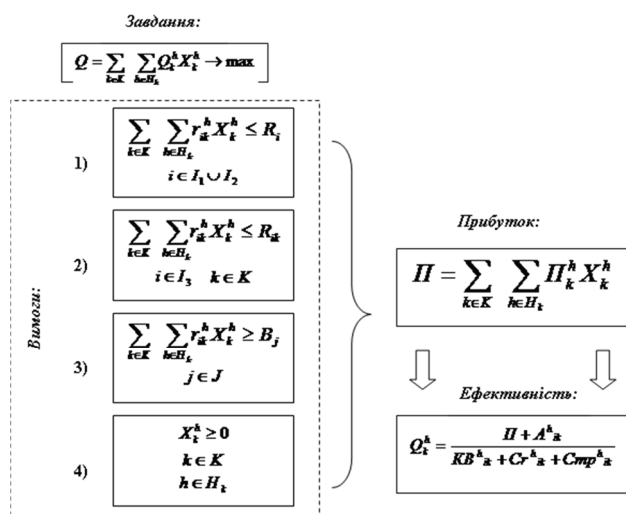 Завдання:
Q = ∑_{k∈K} ∑_{h∈H_k} Q_k^h X_k^h → max
Вимоги:
1)
∑_{k∈K} ∑_{h∈H_k} r_{ik}^h X_k^h ≤ R_i
i ∈ I_1 ∪ I_2
2)
∑_{k∈K} ∑_{h∈H_k} r_{ik}^h X_k^h ≤ R_{ik}
i ∈ I_3 k ∈ K
3)
∑_{k∈K} ∑_{h∈H_k} r_{ik}^h X_k^h ≥ B_j
j ∈ J
4)
X_k^h ≥ 0
k ∈ K
h ∈ H_k
Прибуток:
П = ∑_{k∈K} ∑_{h∈H_k} П_k^h X_k^h
Ефективність:
Q_k^h = (П + A^h_{ik}) / (КВ^h_{ik} + Cr^h_{ik} + Cmp^h_{ik})